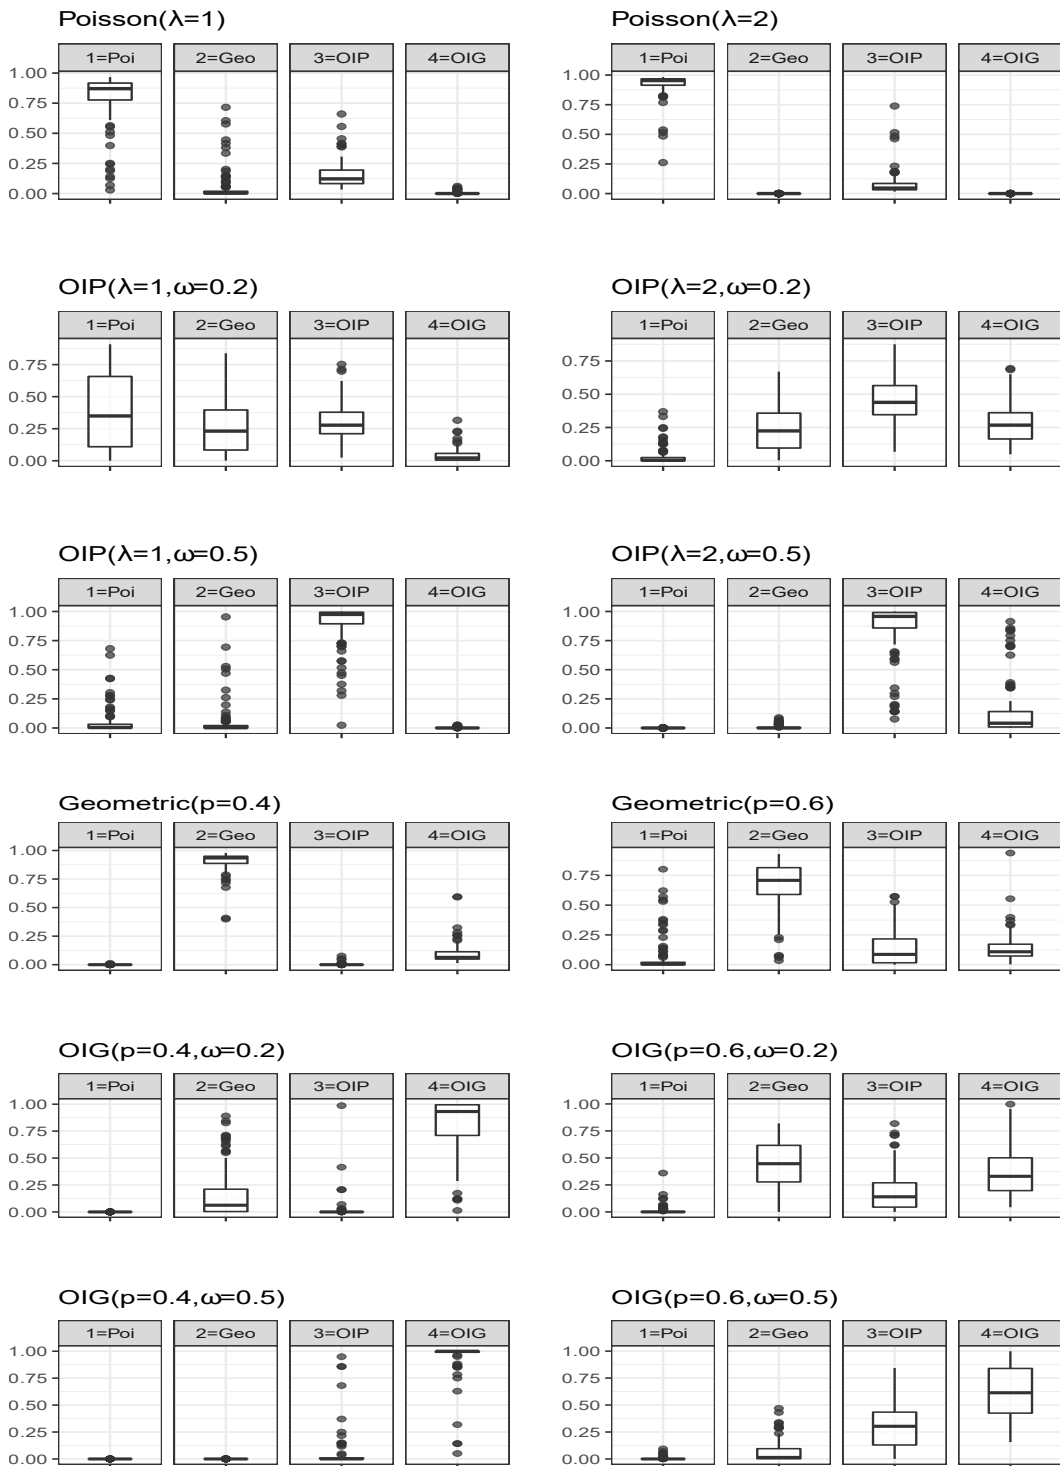 Poisson(λ=1)
1=Poi 2=Geo 3=OIP 4=OIG
1.00
0.75
0.50
0.25
0.00
Poisson(λ=2)
1=Poi 2=Geo 3=OIP 4=OIG
1.00
0.75
0.50
0.25
0.00
OIP(λ=1,ω=0.2)
1=Poi 2=Geo 3=OIP 4=OIG
0.75
0.50
0.25
0.00
OIP(λ=2,ω=0.2)
1=Poi 2=Geo 3=OIP 4=OIG
0.75
0.50
0.25
0.00
OIP(λ=1,ω=0.5)
1=Poi 2=Geo 3=OIP 4=OIG
1.00
0.75
0.50
0.25
0.00
OIP(λ=2,ω=0.5)
1=Poi 2=Geo 3=OIP 4=OIG
1.00
0.75
0.50
0.25
0.00
Geometric(p=0.4)
1=Poi 2=Geo 3=OIP 4=OIG
1.00
0.75
0.50
0.25
0.00
Geometric(p=0.6)
1=Poi 2=Geo 3=OIP 4=OIG
0.75
0.50
0.25
0.00
OIG(p=0.4,ω=0.2)
1=Poi 2=Geo 3=OIP 4=OIG
1.00
0.75
0.50
0.25
0.00
OIG(p=0.6,ω=0.2)
1=Poi 2=Geo 3=OIP 4=OIG
1.00
0.75
0.50
0.25
0.00
OIG(p=0.4,ω=0.5)
1=Poi 2=Geo 3=OIP 4=OIG
1.00
0.75
0.50
0.25
0.00
OIG(p=0.6,ω=0.5)
1=Poi 2=Geo 3=OIP 4=OIG
1.00
0.75
0.50
0.25
0.00